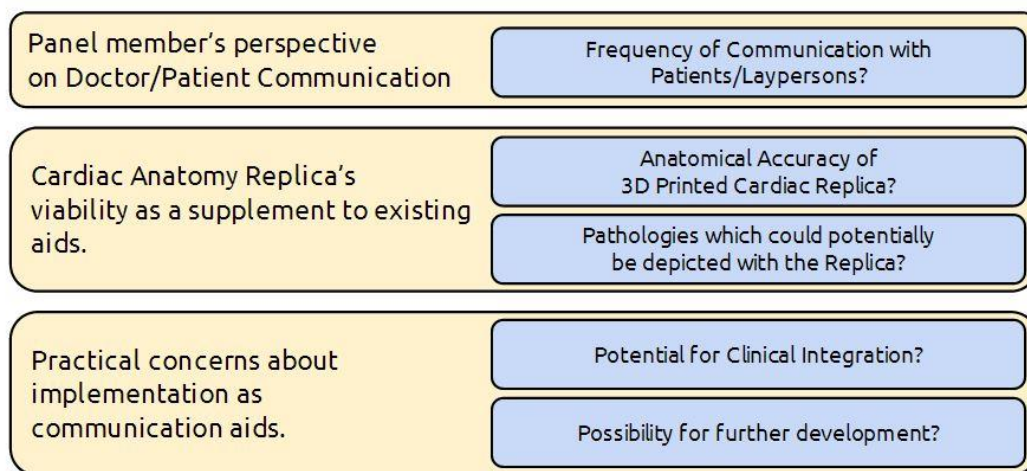 Panel member's perspective
on Doctor/Patient Communication
Frequency of Communication with
Patients/Laypersons?
Cardiac Anatomy Replica's
viability as a supplement to existing
aids.
Anatomical Accuracy of
3D Printed Cardiac Replica?
Pathologies which could potentially
be depicted with the Replica?
Practical concerns about
implementation as
communication aids.
Potential for Clinical Integration?
Possibility for further development?